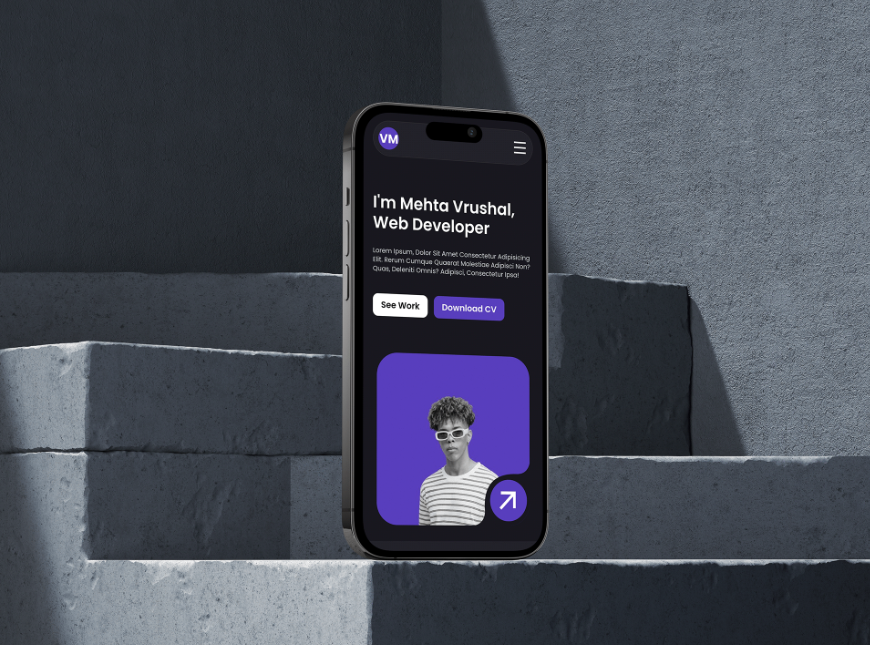 VM
I'm Mehta Vrushal,
Web Developer
Lorem Ipsum, Dolor Sit Amet Consectetur Adipisicing
Elit. Rerum Cumque Quaerat Molestiae Adipisci Non?
Quas, Deleniti Omnis? Adipisci, Consectetur Ipsa!
See Work Download CV